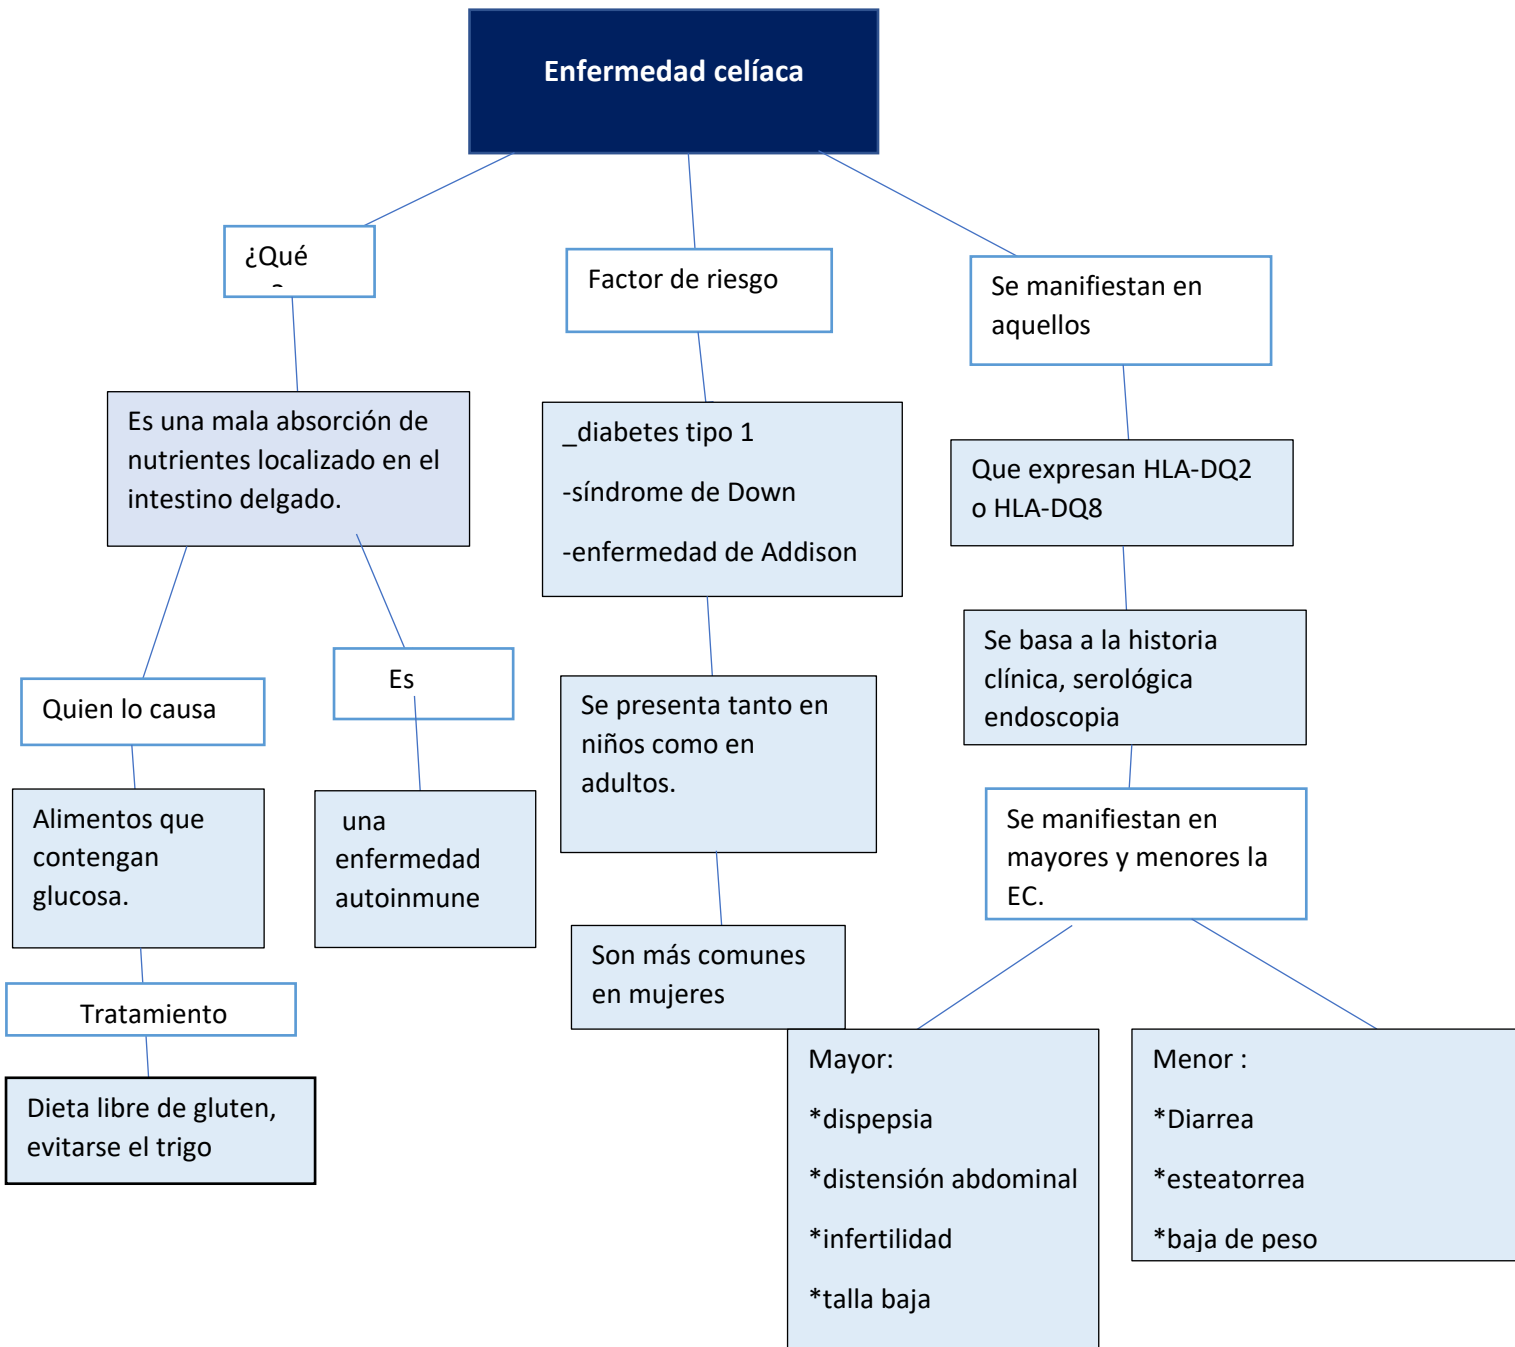 Enfermedad celíaca
¿Qué
Factor de riesgo
Se manifiestan en
aquellos
Es una mala absorción de
nutrientes localizado en el
intestino delgado.
_diabetes tipo 1
-síndrome de Down
-enfermedad de Addison
Que expresan HLA-DQ2
o HLA-DQ8
Quien lo causa
Es
Se presenta tanto en
niños como en
adultos.
Se basa a la historia
clínica, serológica
endoscopia
Alimentos que
contengan
glucosa.
una
enfermedad
autoinmune
Se manifiestan en
mayores y menores la
EC.
Son más comunes
en mujeres
Tratamiento
Dieta libre de gluten,
evitarse el trigo
Mayor:
*dispepsia
*distensión abdominal
*infertilidad
*talla baja
Menor :
*Diarrea
*esteatorrea
*baja de peso